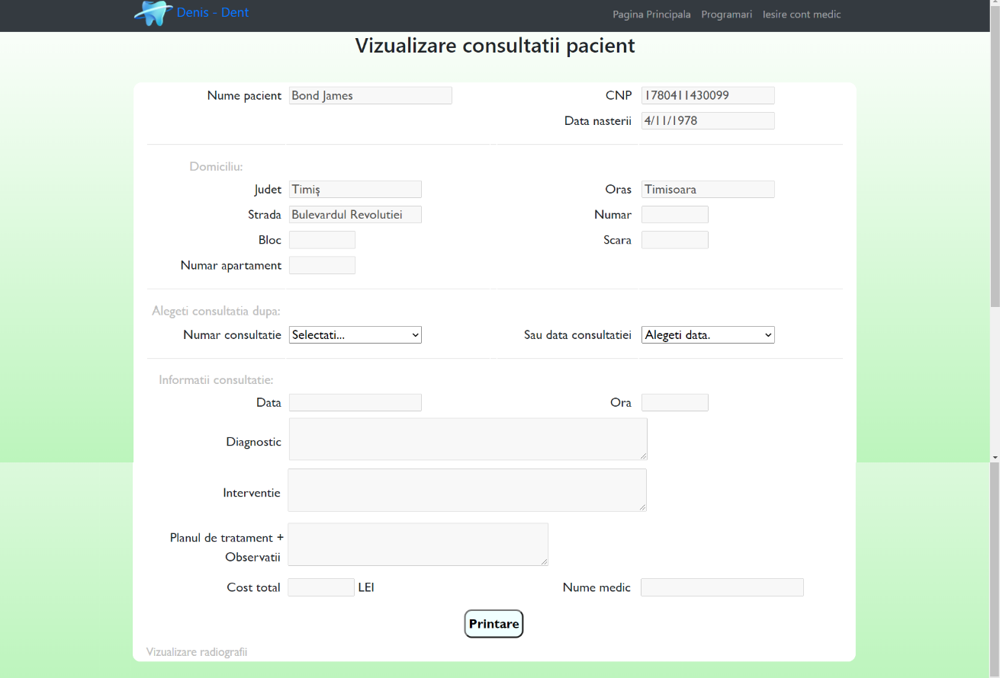 Denis - Dent Pagina Principala Programari Iesire cont medic
Vizualizare consultatii pacient
Nume pacient Bond James CNP 1780411430099
Data nasterii 4/11/1978
Domiciliu:
Judet Timiș Oras Timisoara
Strada Bulevardul Revolutiei Numar
Bloc Scara
Numar apartament
Alegeti consultatia dupa:
Numar consultatie Selectati... Sau data consultatiei Alegeti data.
Informatii consultatie:
Data Ora
Diagnostic
Interventie
Planul de tratament +
Observatii
Cost total LEI Nume medic
Printare
Vizualizare radiografii